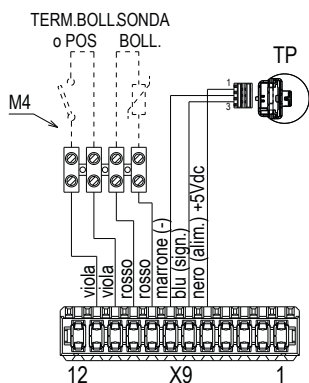 TERM.BOLL.SONDA
o POS BOLL.
TP
M4
1
3
viola
viola
rosso
rosso
marrone (-)
blu (sign.)
nero (alim.) +5Vdc
12 X9 1